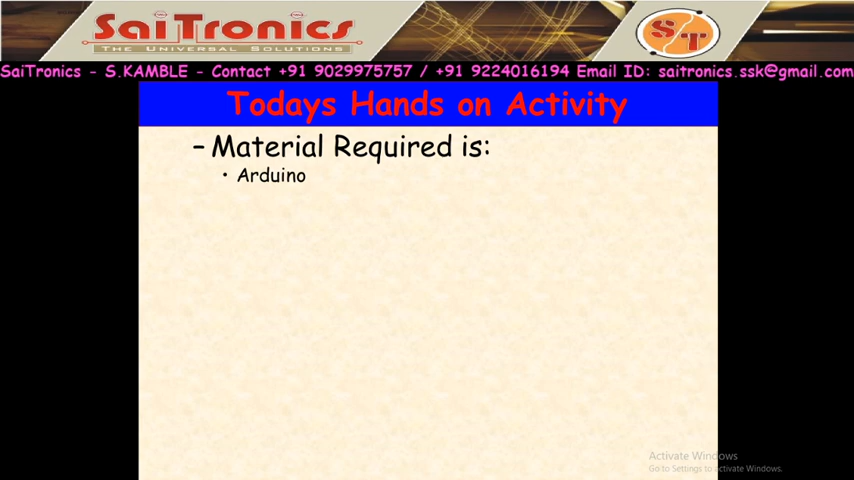 SaiTronics
THE UNIVERSAL SOLUTIONS
ST
SaiTronics - S.KAMBLE - Contact +91 9029975757 / +91 9224016194 Email ID: saitronics.ssk@gmail.com
Todays Hands on Activity
– Material Required is:
• Arduino
Activate Windows
Go to Settings to activate Windows.